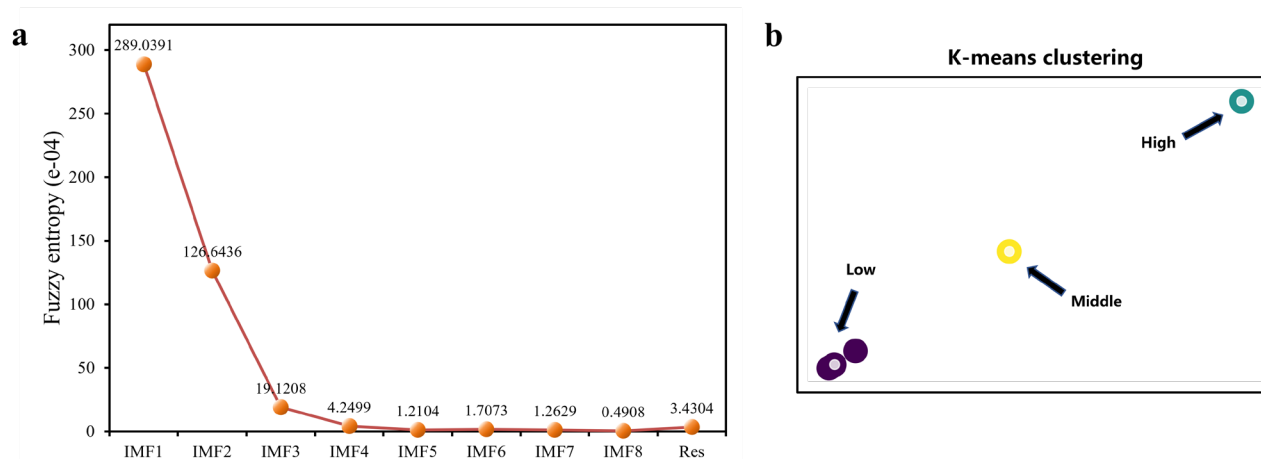 a
Fuzzy entropy (e-04)
300
250
200
150
100
50
0
289.0391
126.6436
19.1208
4.2499
1.2104
1.7073
1.2629
0.4908
3.4304
IMF1 IMF2 IMF3 IMF4 IMF5 IMF6 IMF7 IMF8 Res
b
K-means clustering
High
Middle
Low